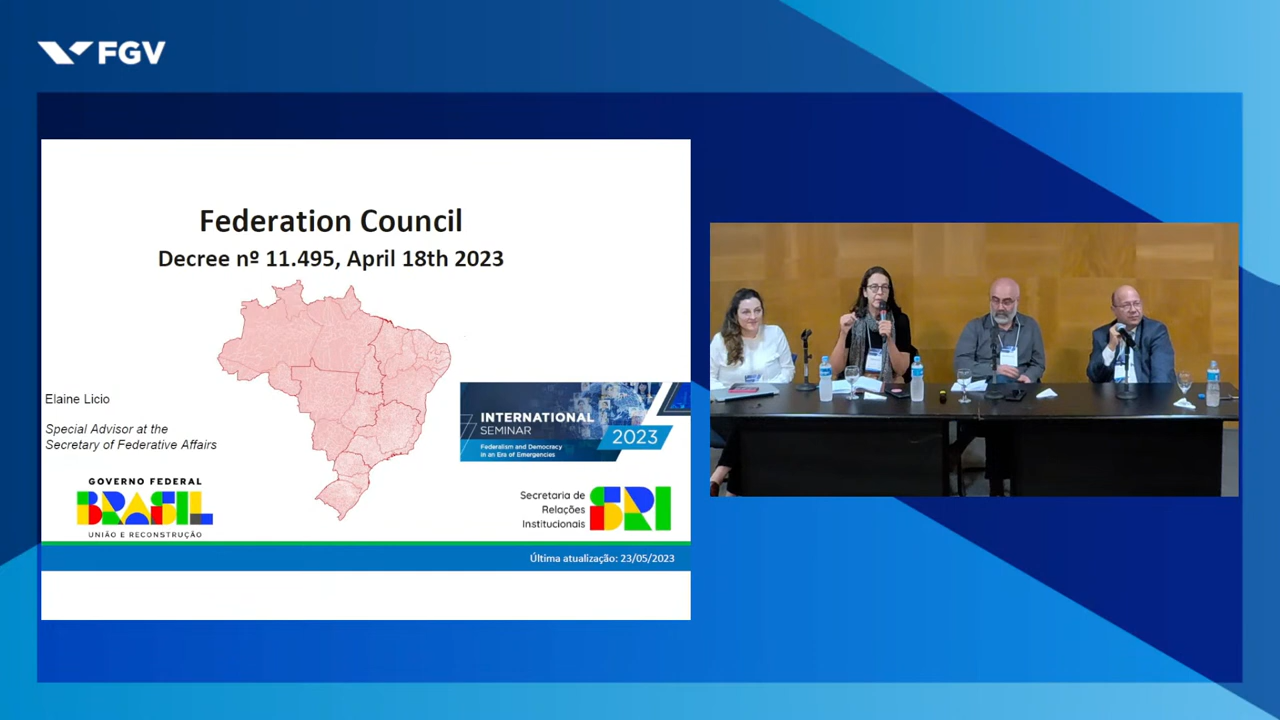 FGV
Federation Council
Decree nº 11.495, April 18th 2023
Elaine Licio
Special Advisor at the
Secretary of Federative Affairs
INTERNATIONAL
SEMINAR
2023
Federalism and Democracy
in an Era of Emergencies
GOVERNO FEDERAL
BRASIL
UNIÃO E RECONSTRUÇÃO
Secretaria de
Relações
Institucionais
SRI
Última atualização: 23/05/2023